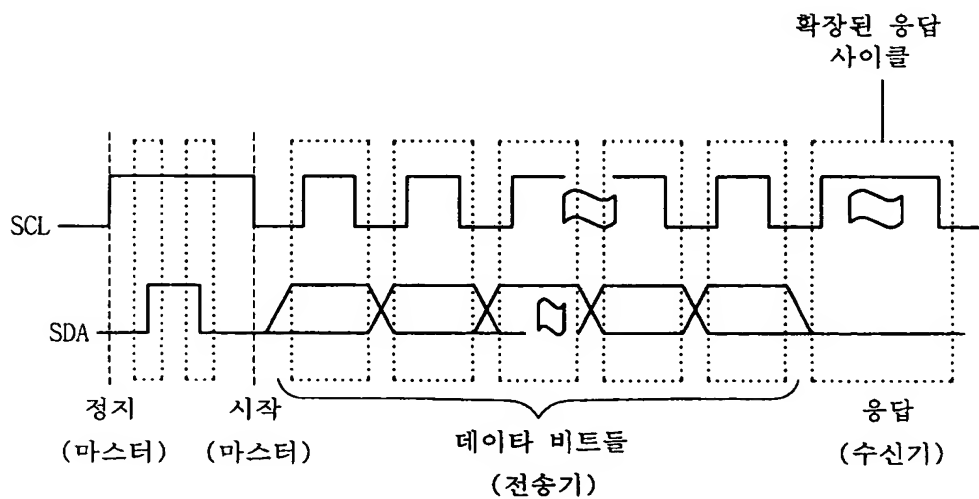 확장된 응답
사이클
SCL
SDA
정지
(마스터)
시작
(마스터)
데이타 비트들
(전송기)
응답
(수신기)